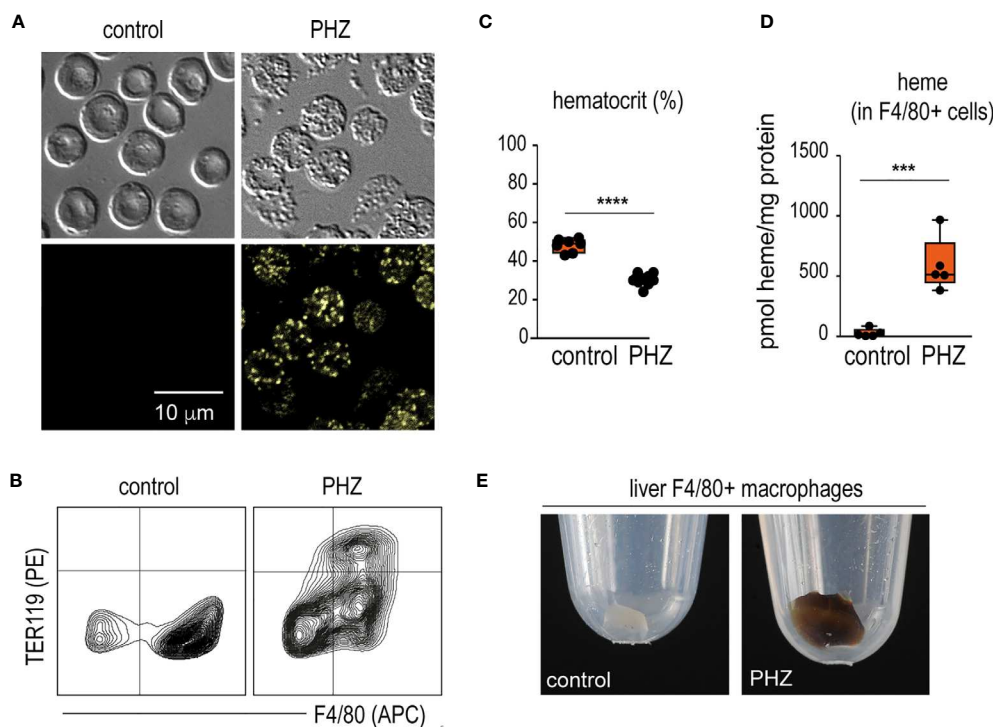 A
control
PHZ
10 μm
B
control
PHZ
TER119 (PE)
F4/80 (APC)
C
hematocrit (%)
100
80
60
40
20
0
****
control PHZ
D
heme
(in F4/80+ cells)
pmol heme/mg protein
1500
1000
500
0
***
control PHZ
E
liver F4/80+ macrophages
control
PHZ